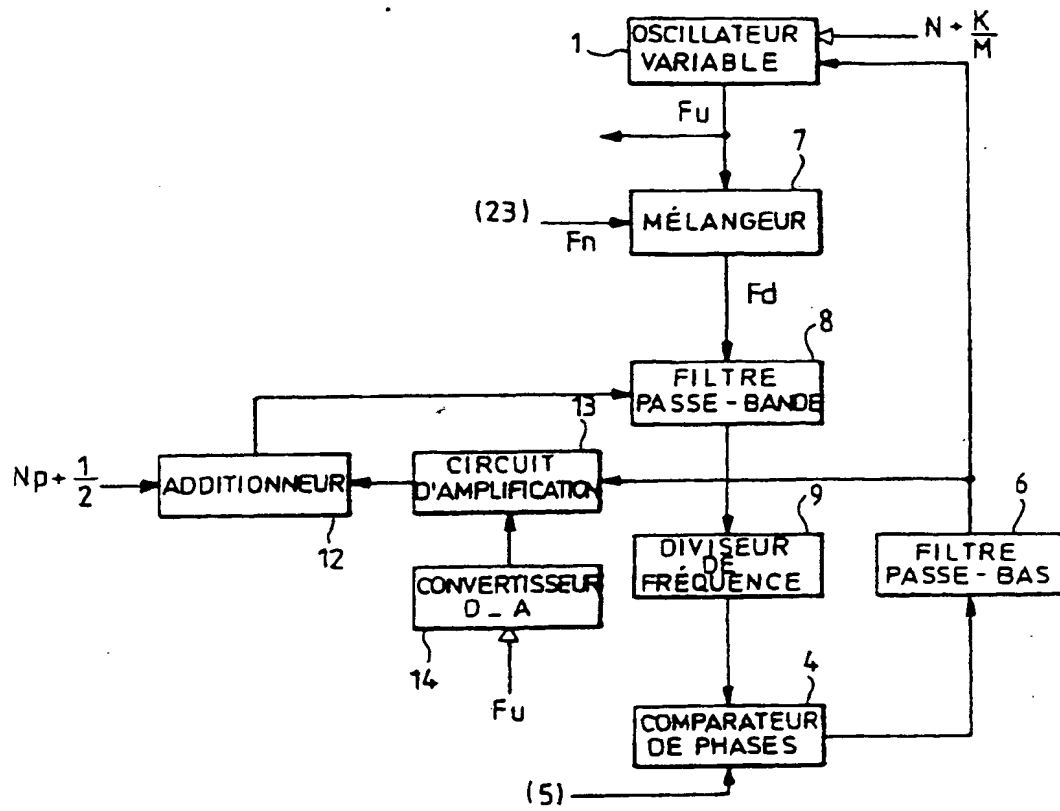 1
OSCILLATEUR
VARIABLE
N + K/M
Fu
7
(23)
Fn
MÉLANGEUR
Fd
8
FILTRE
PASSE-BANDE
13
Np+ 1/2
ADDITIONNEUR
12
CIRCUIT
D'AMPLIFICATION
9
6
DIVISEUR
DE
FRÉQUENCE
FILTRE
PASSE-BAS
CONVERTISSEUR
D_A
14
Fu
4
COMPARATEUR
DE PHASES
(5)